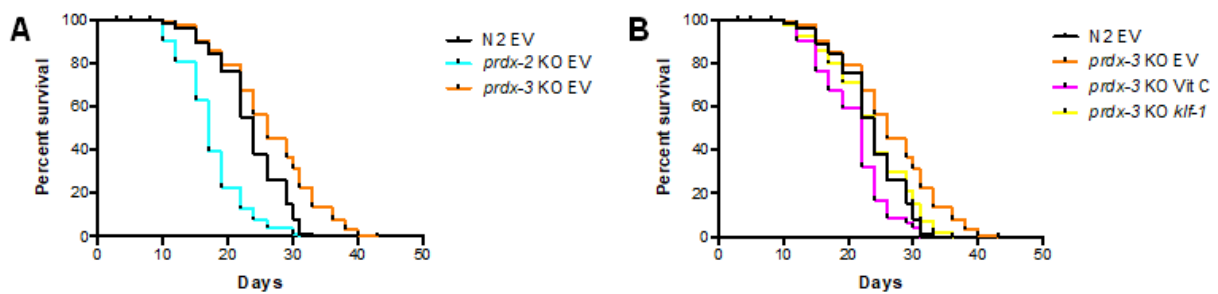 A
N2 EV
prdx-2 KO EV
prdx-3 KO EV
Percent survival
100
80
60
40
20
0
0 10 20 30 40 50
Days
B
N2 EV
prdx-3 KO EV
prdx-3 KO Vit C
prdx-3 KO klf-1
Percent survival
100
80
60
40
20
0
0 10 20 30 40 50
Days